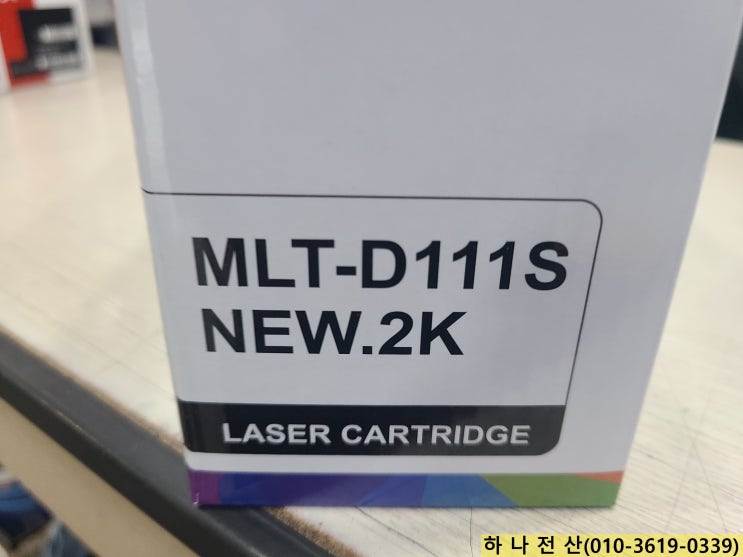 MLT-D111S
NEW.2K
LASER CARTRIDGE
하 나 전 산(010-3619-0339)